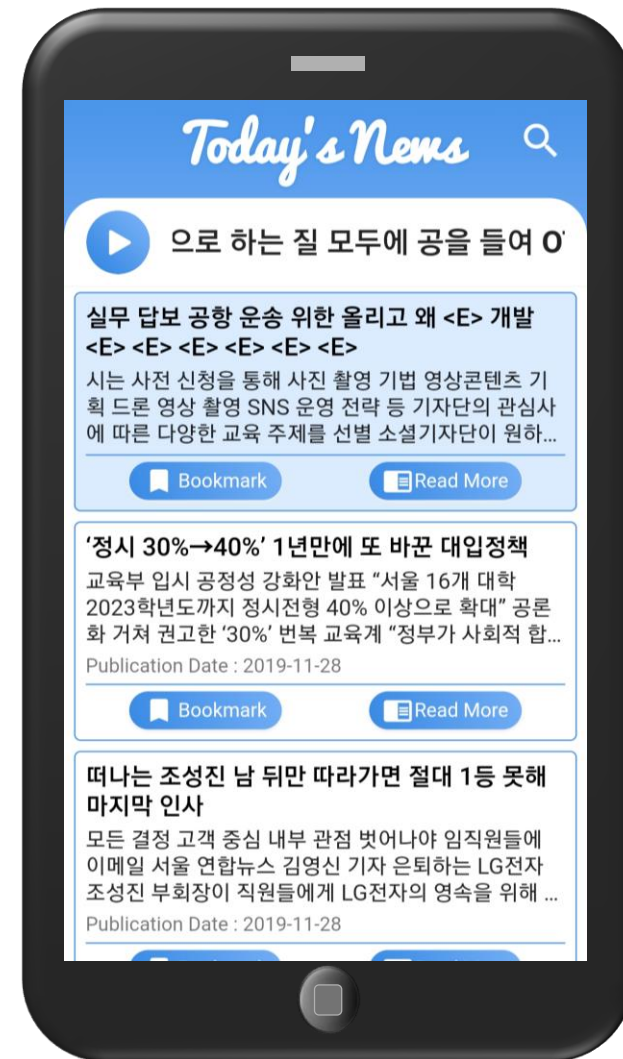 Today's News
으로 하는 질 모두에 공을 들여
실무 답보 공항 운송 위한 올리고 왜 <E> 개발
<E> <E> <E> <E> <E> <E>
시는 사전 신청을 통해 사진 촬영 기법 영상콘텐츠 기
획 드론 영상 촬영 SNS 운영 전략 등 기자단의 관심사
에 따른 다양한 교육 주제를 선별 소셜기자단이 원하...
Bookmark Read More
‘정시 30%→40%’ 1년만에 또 바꾼 대입정책
교육부 입시 공정성 강화안 발표 “서울 16개 대학
2023학년도까지 정시전형 40% 이상으로 확대” 공론
화 거쳐 권고한 ‘30%’ 번복 교육계 “정부가 사회적 합...
Publication Date : 2019-11-28
Bookmark Read More
떠나는 조성진 남 뒤만 따라가면 절대 1등 못해
마지막 인사
모든 결정 고객 중심 내부 관점 벗어나야 임직원들에
이메일 서울 연합뉴스 김영신 기자 은퇴하는 LG전자
조성진 부회장이 직원들에게 LG전자의 영속을 위해 ...
Publication Date : 2019-11-28